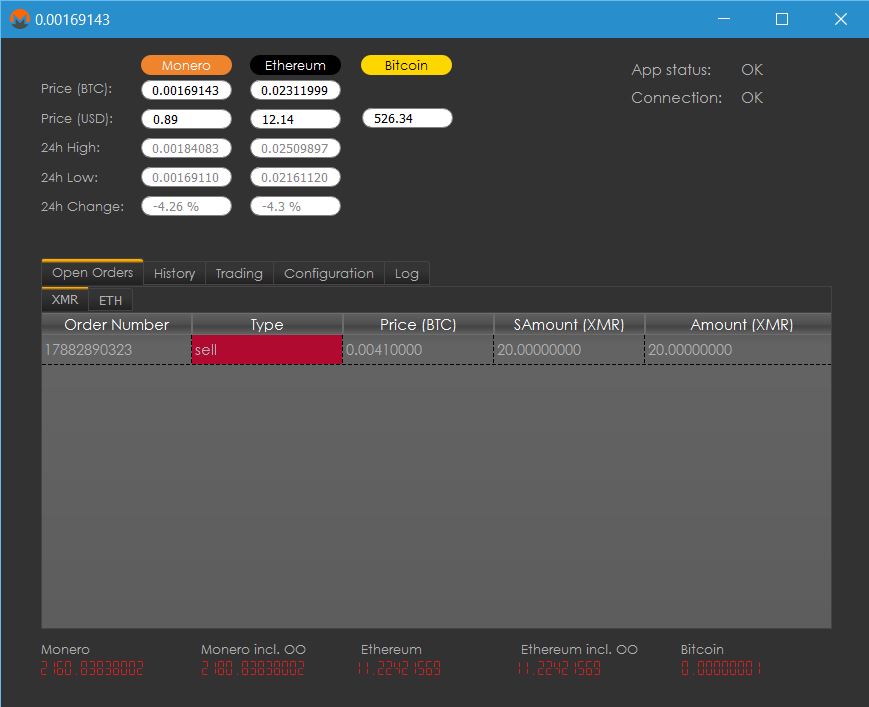 0.00169143
Monero Ethereum Bitcoin
Price (BTC): 0.00169143 0.02311999
Price (USD): 0.89 12.14 526.34
24h High: 0.00184083 0.02509897
24h Low: 0.00169110 0.02161120
24h Change: -4.26 % -4.3 %
App status: OK
Connection: OK
Open Orders History Trading Configuration Log
XMR ETH
Order Number Type Price (BTC) SAmount (XMR) Amount (XMR)
17882890323 sell 0.00410000 20.00000000 20.00000000
Monero Monero incl. OO Ethereum Ethereum incl. OO Bitcoin
2160.83838002 2180.83838002 11.22421569 11.22421569 0.00000001